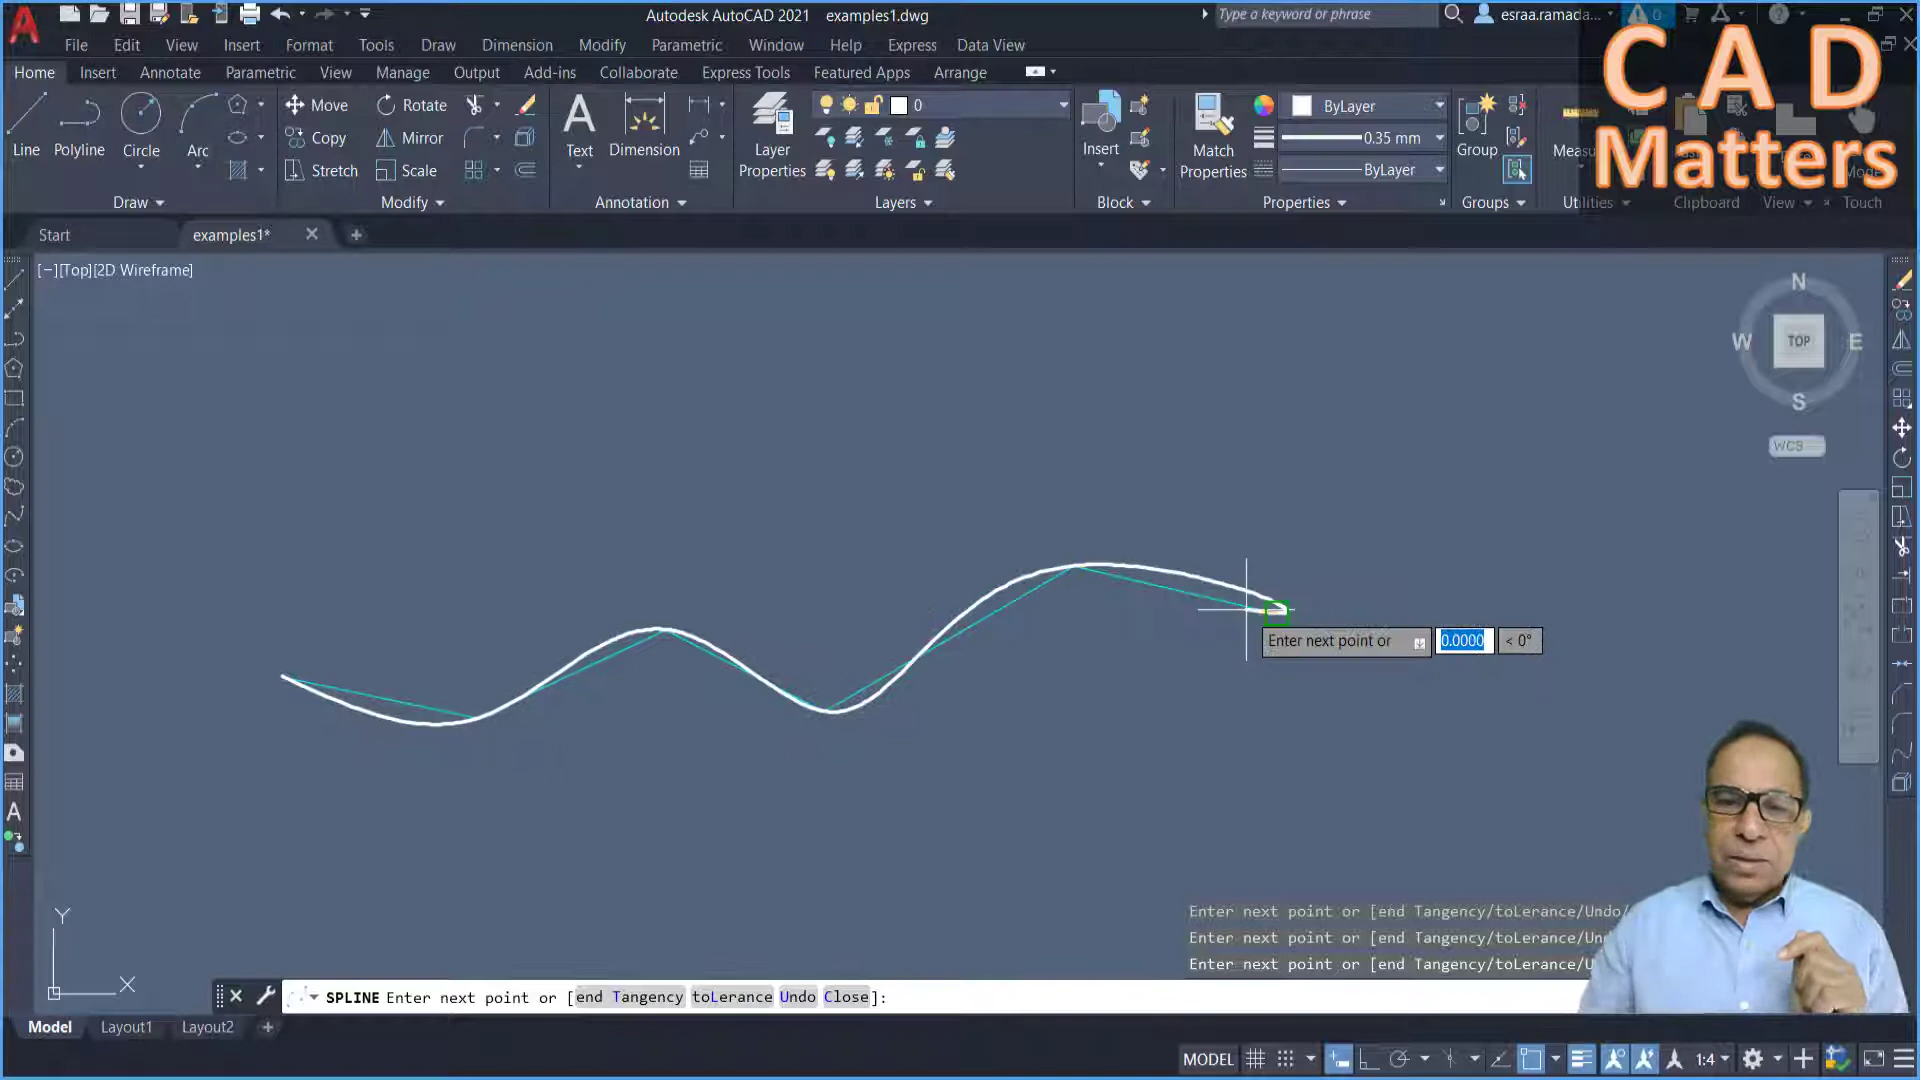 Autodesk AutoCAD 2021 examples1.dwg
Type a keyword or phrase
esraa.ramada...
0
File Edit View Insert Format Tools Draw Dimension Modify Parametric Window Help Express Data View
Home Insert Annotate Parametric View Manage Output Add-ins Collaborate Express Tools Featured Apps Arrange
CAD
Matters
Line Polyline Circle Arc
Move Rotate
Copy Mirror
Stretch Scale
Text Dimension
Layer
Properties
0
Insert
Match
Properties
ByLayer
0.35 mm
ByLayer
Group
Draw Modify Annotation Layers Block Properties Groups Utilities Clipboard View Touch
Start examples1*
[−][Top][2D Wireframe]
N
W TOP E
S
WCS
Enter next point or 0.0000 < 0°
Enter next point or [end Tangency/toLerance/Undo/
Enter next point or [end Tangency/toLerance/Und
Enter next point or [end Tangency/toLerance/U
Y
X
SPLINE Enter next point or [end Tangency toLerance Undo Close]:
Model Layout1 Layout2
MODEL 1:4
A